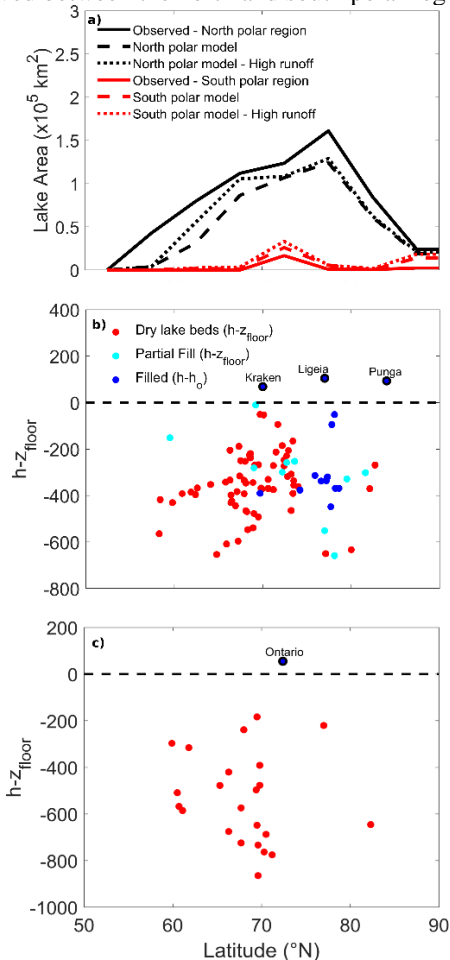 a)
Observed - North polar region
North polar model
North polar model - High runoff
Observed - South polar region
South polar model
South polar model - High runoff
Lake Area (x10⁵ km²)
3
2.5
2
1.5
1
0.5
0
b)
Dry lake beds (h-z_floor)
Partial Fill (h-z_floor)
Filled (h-h_o)
Kraken
Ligeia
Punga
h-z_floor
400
200
0
-200
-400
-600
-800
c)
Ontario
h-z_floor
200
0
-200
-400
-600
-800
-1000
50 60 70 80 90
Latitude (°N)